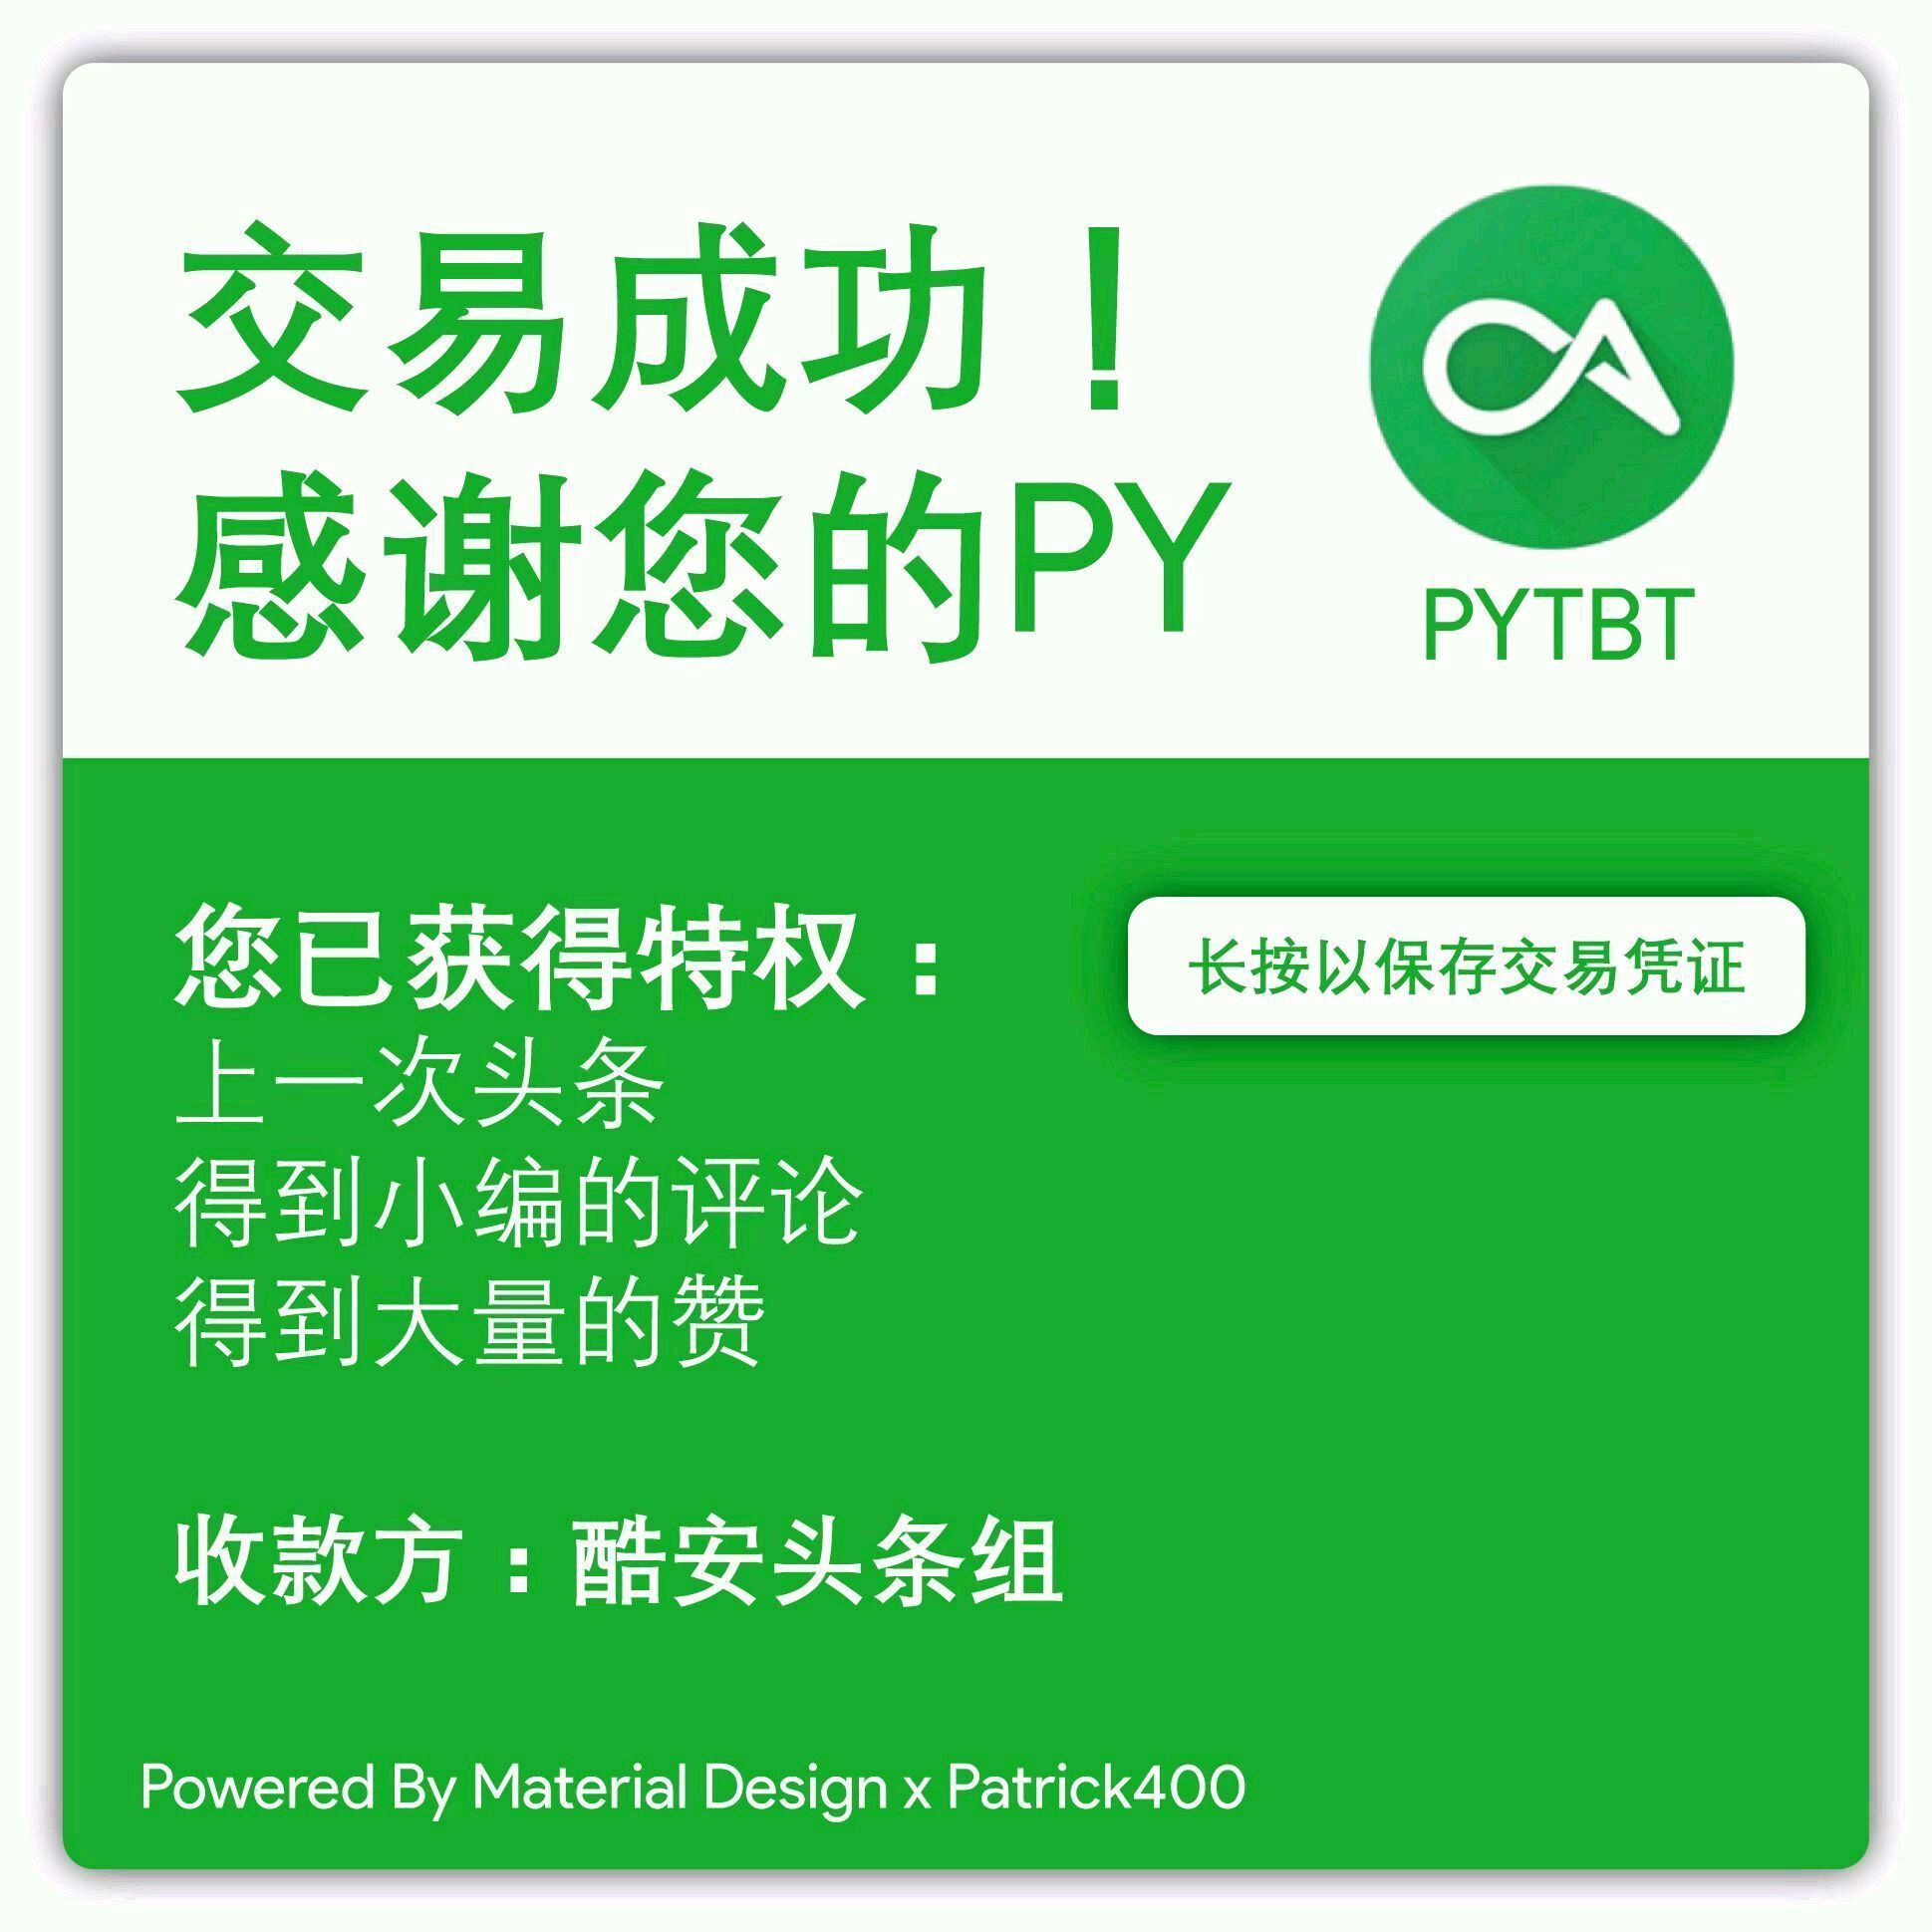 交易成功！
感谢您的PY
PYTBT
您已获得特权：
长按以保存交易凭证
上一次头条
得到小编的评论
得到大量的赞
收款方：酷安头条组
Powered By Material Design x Patrick400